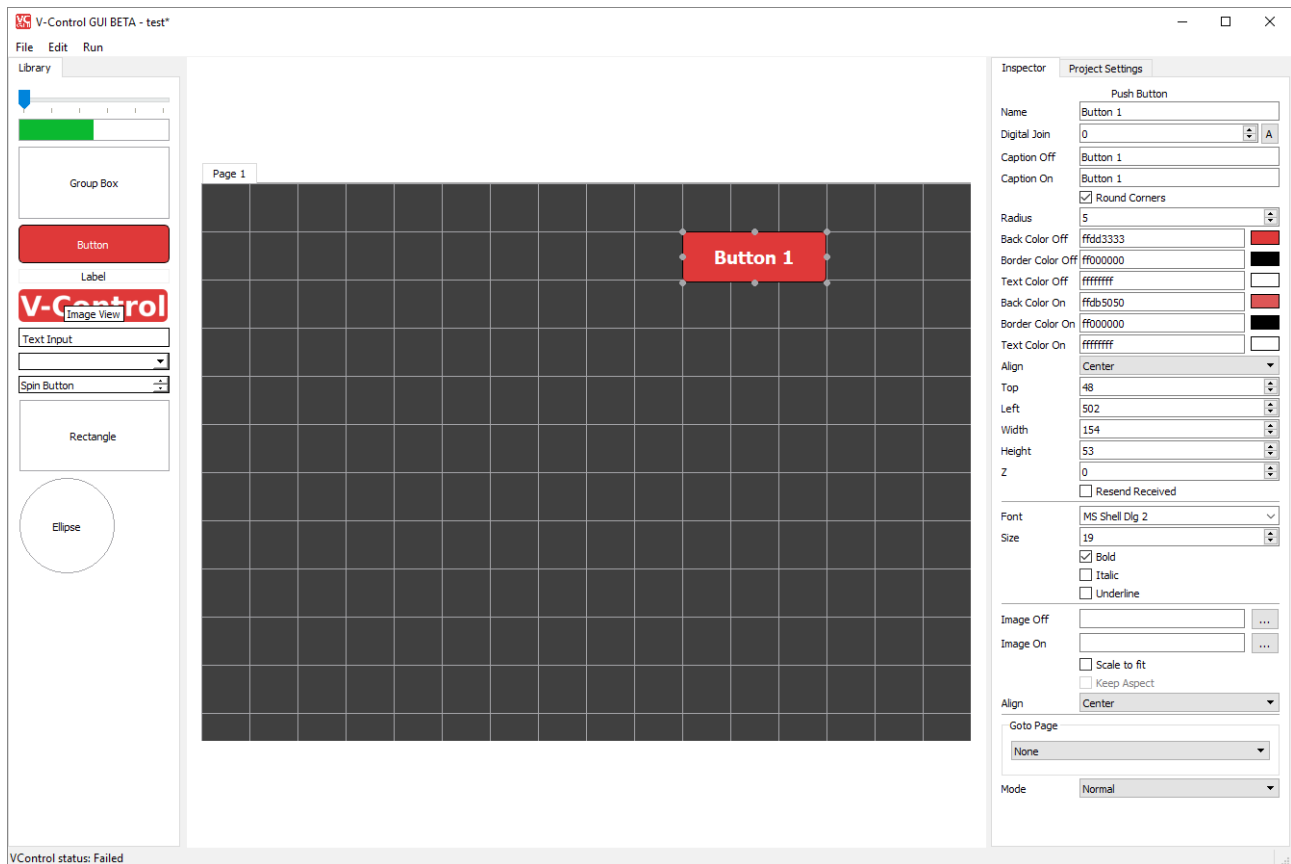 V-Control GUI BETA - test*
File Edit Run
Library
Group Box
Button
Label
V-Control
Image View
Text Input
Spin Button
Rectangle
Ellipse
Page 1
Button 1
Inspector Project Settings
Push Button
Name Button 1
Digital Join 0 A
Caption Off Button 1
Caption On Button 1
Round Corners
Radius 5
Back Color Off ffdd3333
Border Color Off ff000000
Text Color Off ffffffff
Back Color On ffdb5050
Border Color On ff000000
Text Color On ffffffff
Align Center
Top 48
Left 502
Width 154
Height 53
Z 0
Resend Received
Font MS Shell Dlg 2
Size 19
Bold
Italic
Underline
Image Off ...
Image On ...
Scale to fit
Keep Aspect
Align Center
Goto Page
None
Mode Normal
VControl status: Failed